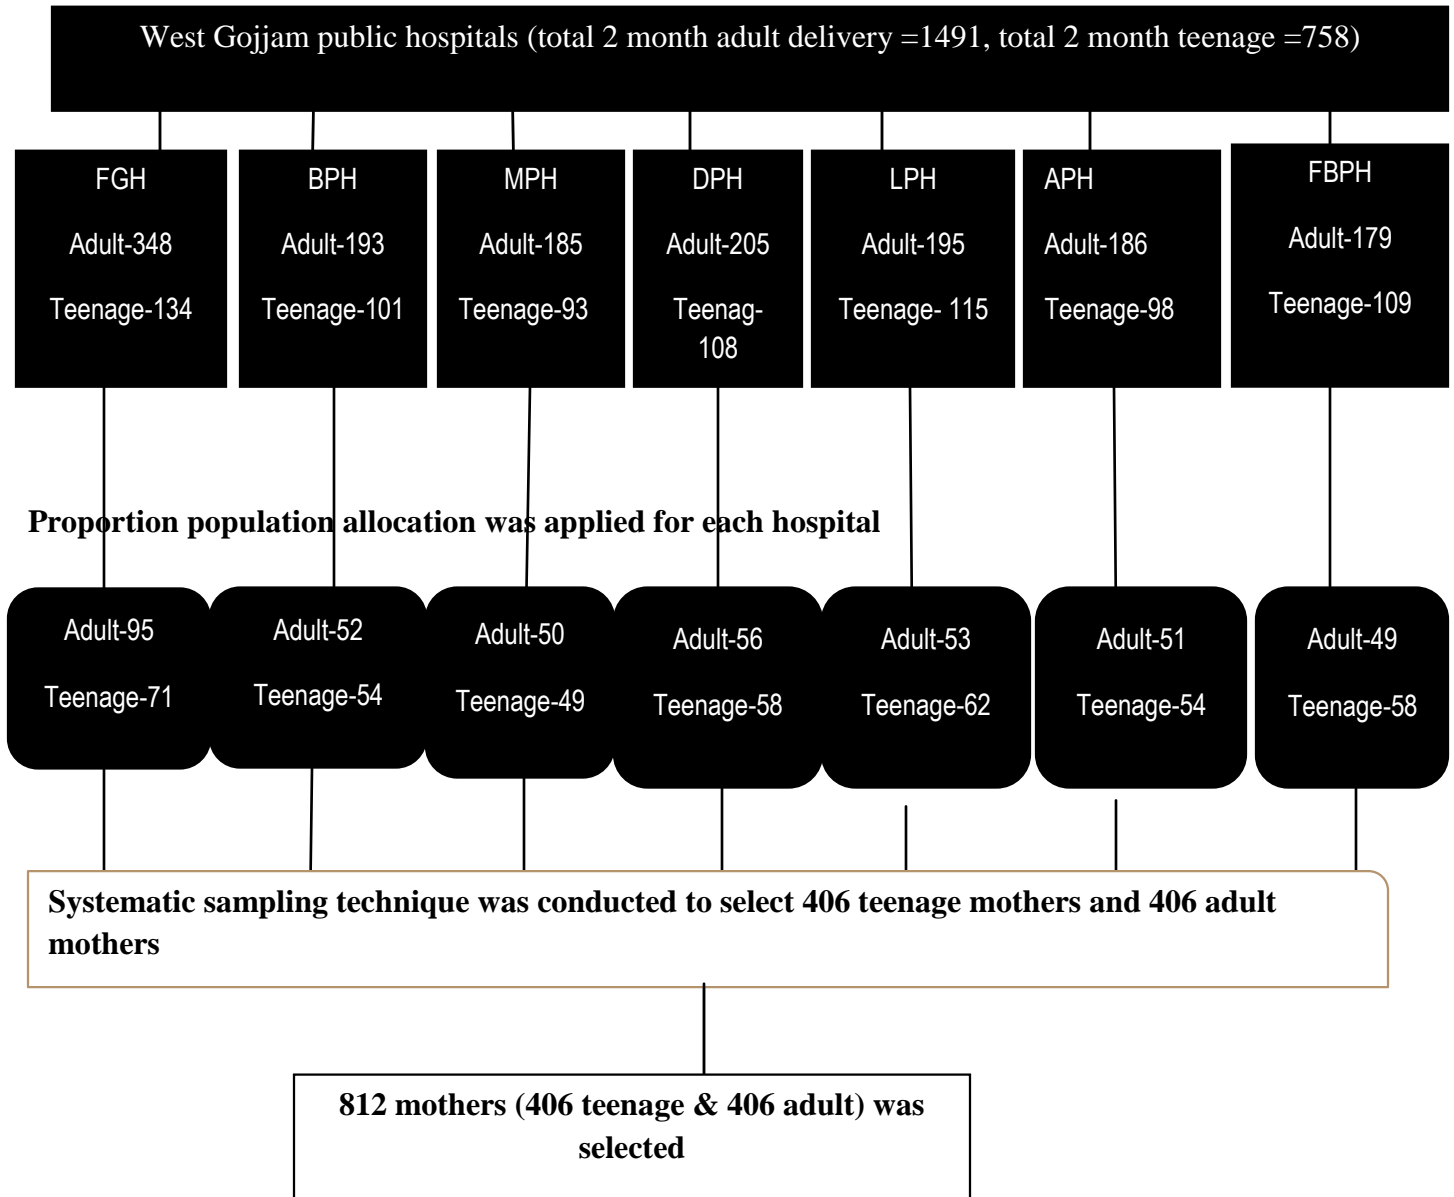 West Gojjam public hospitals (total 2 month adult delivery =1491, total 2 month teenage =758)
FGH
Adult-348
Teenage-134
BPH
Adult-193
Teenage-101
MPH
Adult-185
Teenage-93
DPH
Adult-205
Teenag-
108
LPH
Adult-195
Teenage- 115
APH
Adult-186
Teenage-98
FBPH
Adult-179
Teenage-109
Proportion population allocation was applied for each hospital
Adult-95
Teenage-71
Adult-52
Teenage-54
Adult-50
Teenage-49
Adult-56
Teenage-58
Adult-53
Teenage-62
Adult-51
Teenage-54
Adult-49
Teenage-58
Systematic sampling technique was conducted to select 406 teenage mothers and 406 adult
mothers
812 mothers (406 teenage & 406 adult) was
selected